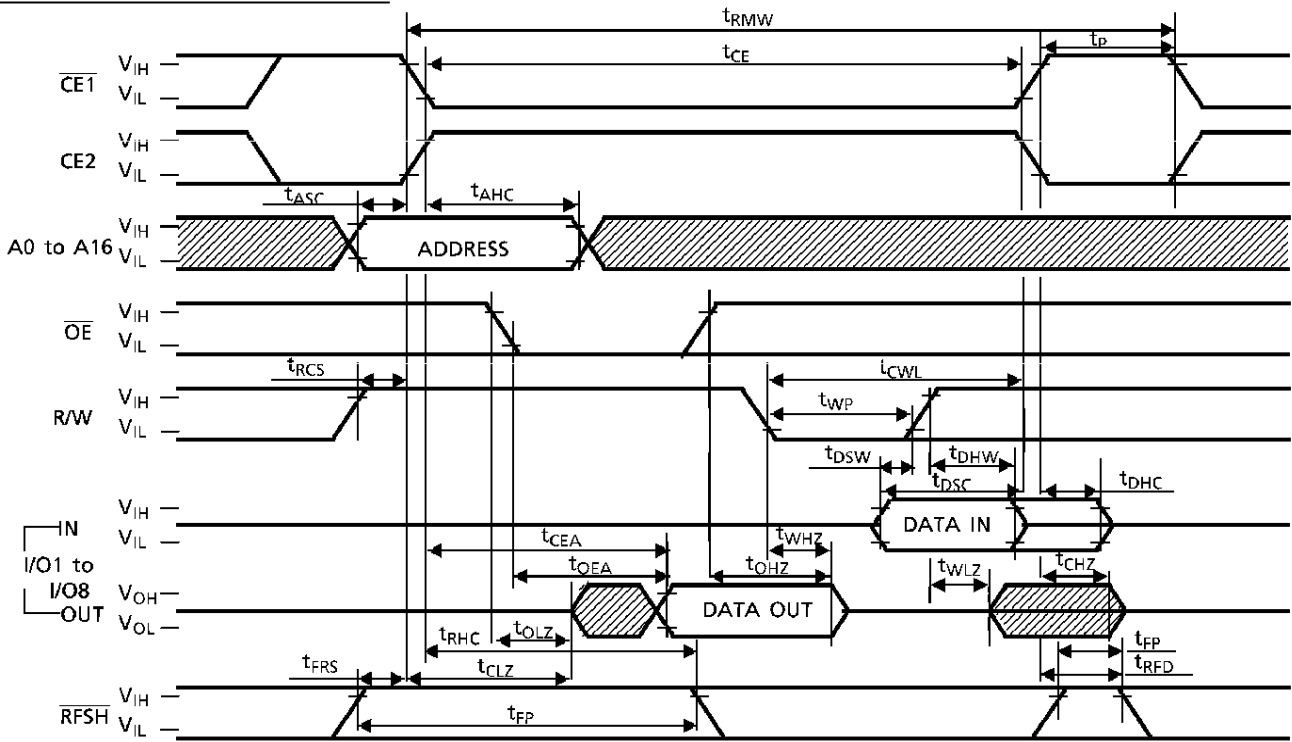 tRMW
tP
tCE
CE1 VIH
VIL
CE2 VIH
VIL
tASC tAHC
A0 to A16 VIH
VIL
ADDRESS
OE VIH
VIL
tRCS tCWL
R/W VIH
VIL
tWP
tDSW tDHW
tDSC tDHC
IN VIH
VIL
DATA IN
tCEA tWHZ
I/O1 to
I/O8
tOEA tOHZ tWLZ tCHZ
OUT VOH
VOL
DATA OUT
tRHC tOLZ tFP
tFRS tCLZ tRFD
RFSH VIH
VIL
tFP